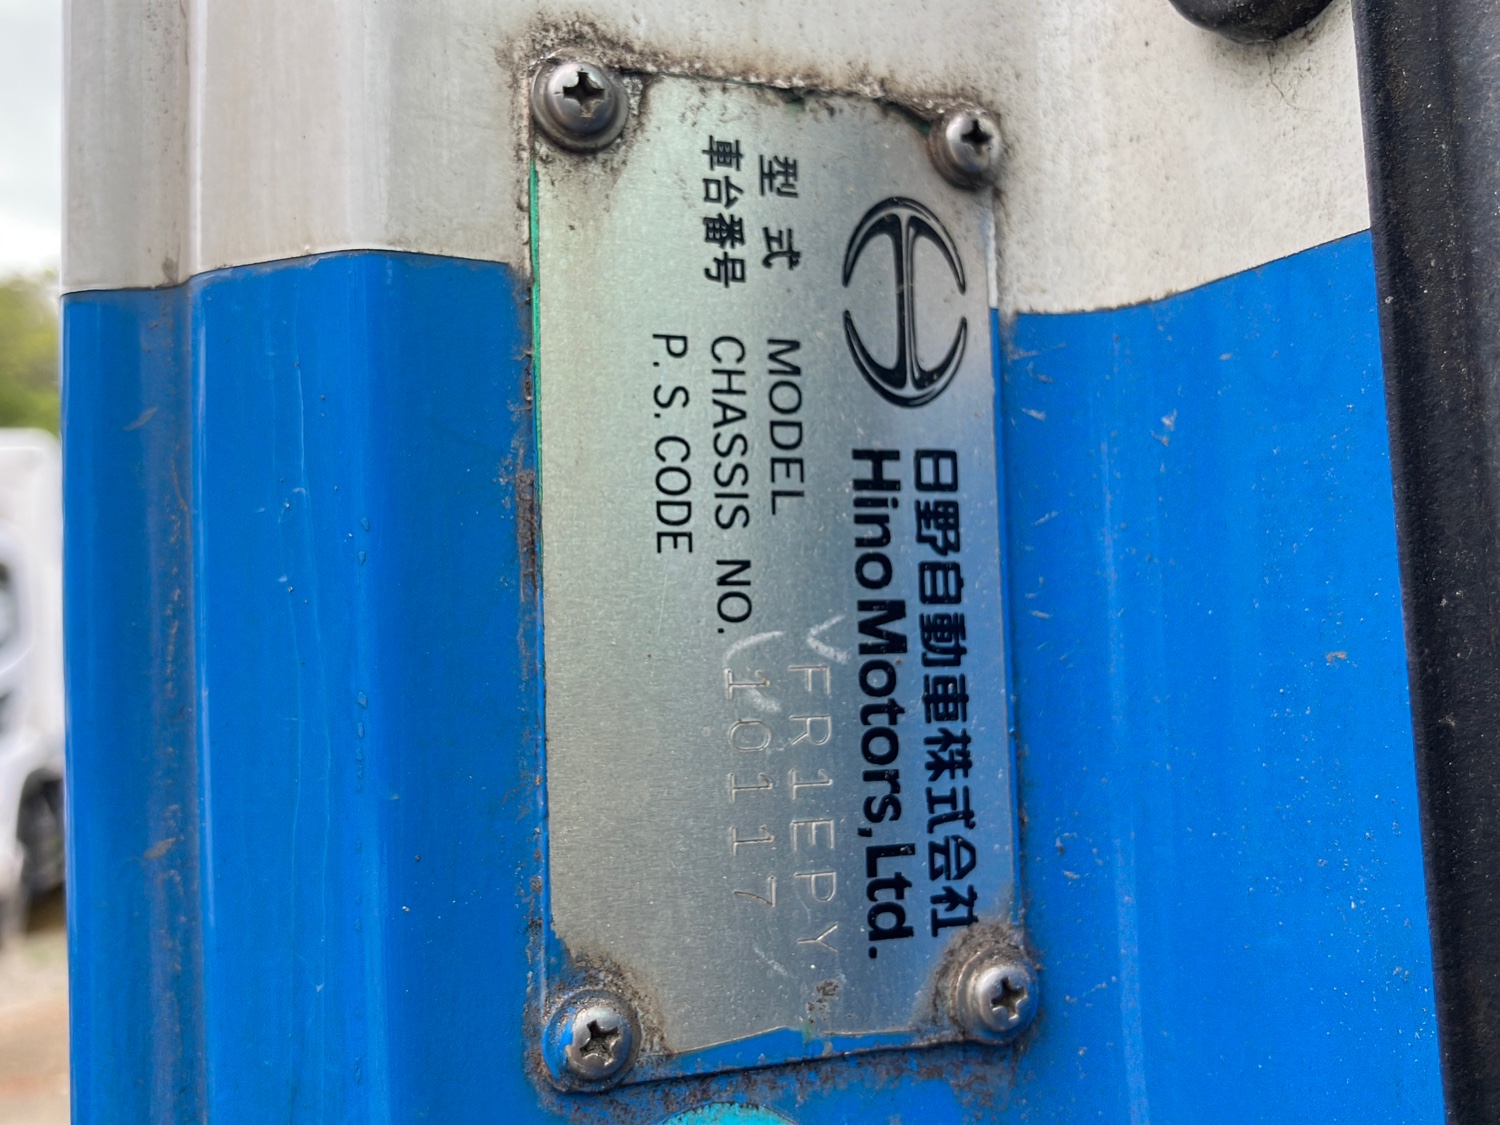 日野自動車株式会社
Hino Motors, Ltd.
型式 MODEL FR1EPY
車台番号 CHASSIS NO. 10117
P. S. CODE